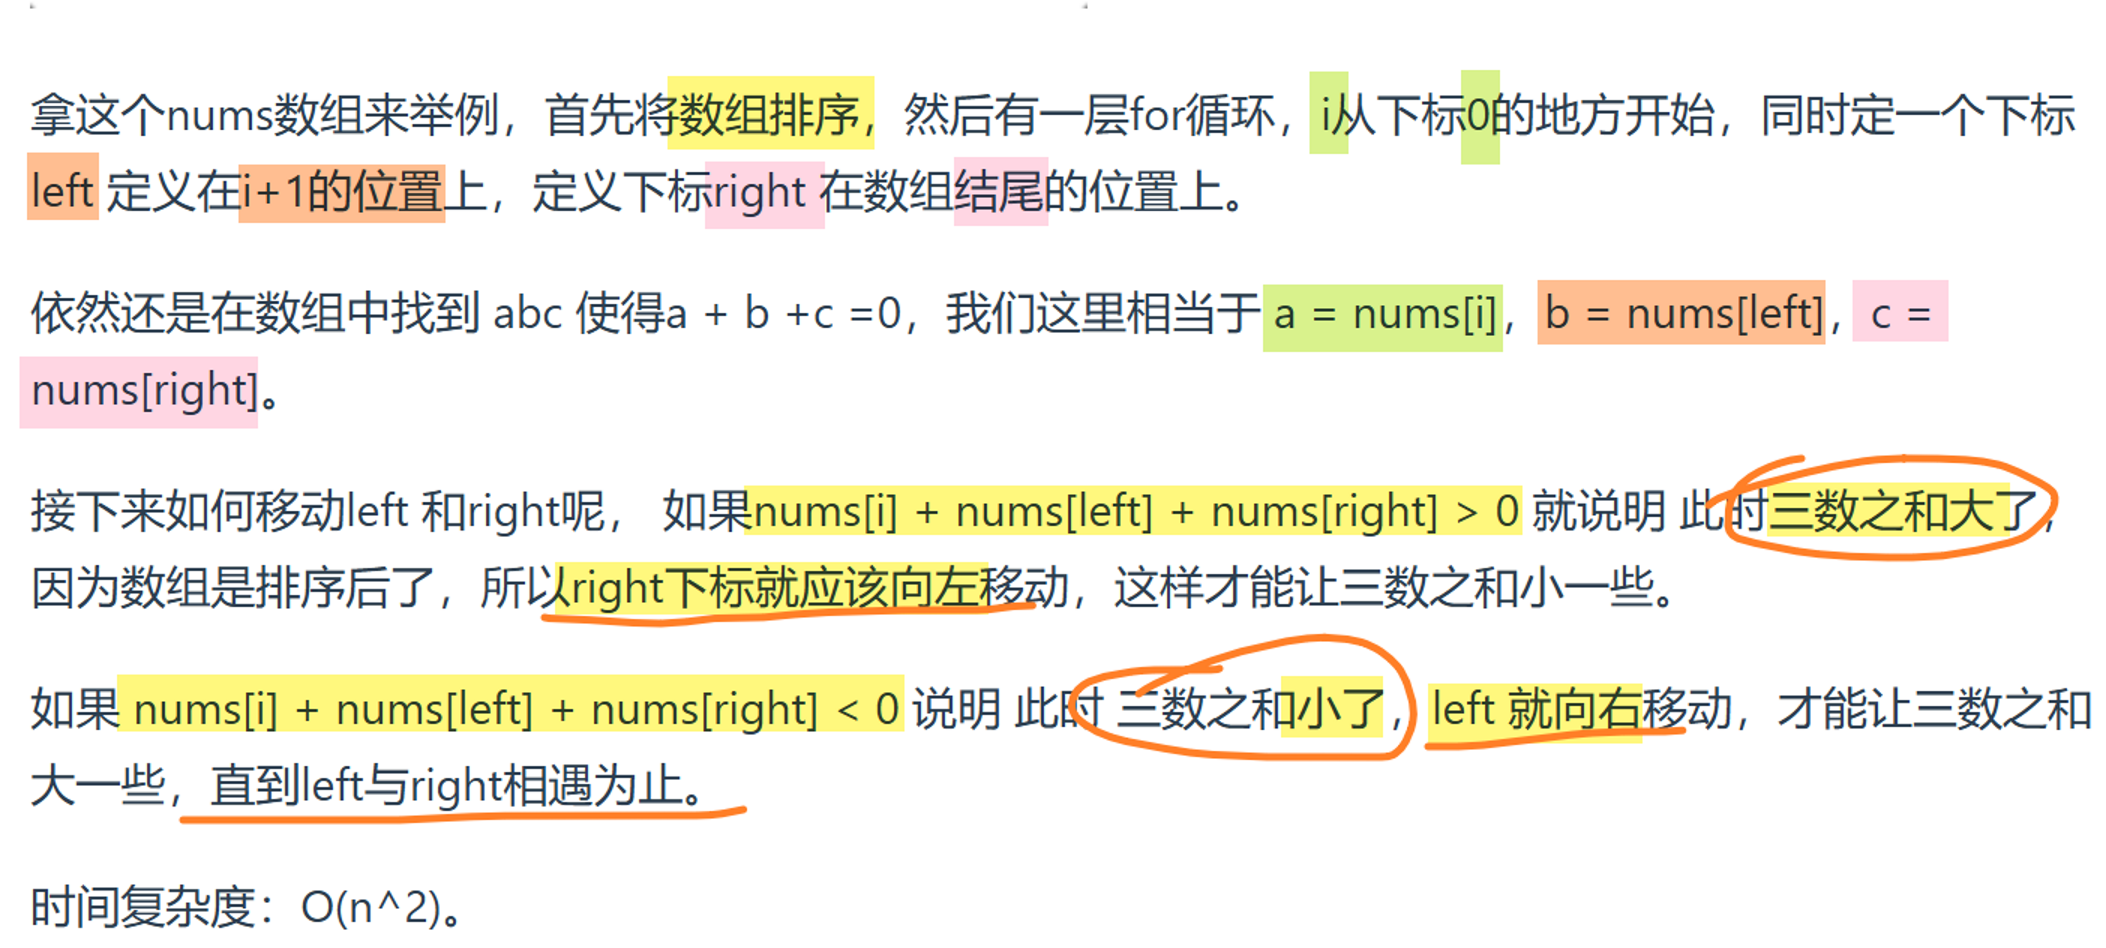 拿这个nums数组来举例，首先将数组排序，然后有一层for循环，i从下标0的地方开始，同时定一个下标
left 定义在i+1的位置上，定义下标right 在数组结尾的位置上。
依然还是在数组中找到 abc 使得a + b +c =0，我们这里相当于 a = nums[i]，b = nums[left]，c =
nums[right]。
接下来如何移动left 和right呢， 如果nums[i] + nums[left] + nums[right] > 0 就说明 此时三数之和大了，
因为数组是排序后了，所以right下标就应该向左移动，这样才能让三数之和小一些。
如果 nums[i] + nums[left] + nums[right] < 0 说明 此时 三数之和小了，left 就向右移动，才能让三数之和
大一些，直到left与right相遇为止。
时间复杂度：O(n^2)。